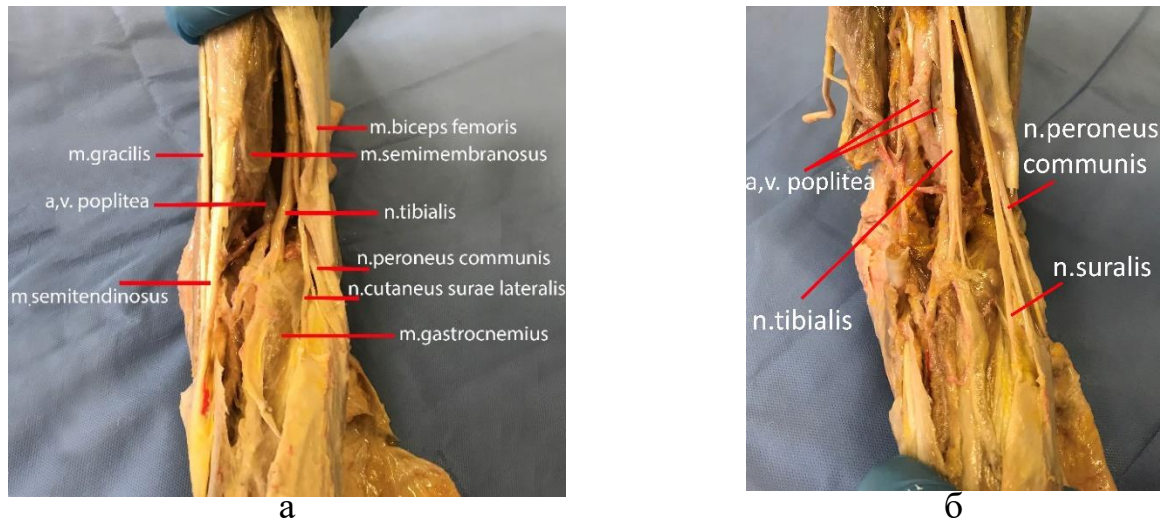 m.biceps femoris
m.gracilis
m.semimembranosus
a,v. poplitea
n.tibialis
n.peroneus communis
n.cutaneus surae lateralis
m.semitendinosus
m.gastrocnemius
а
n.peroneus
communis
a,v. poplitea
n.suralis
n.tibialis
б